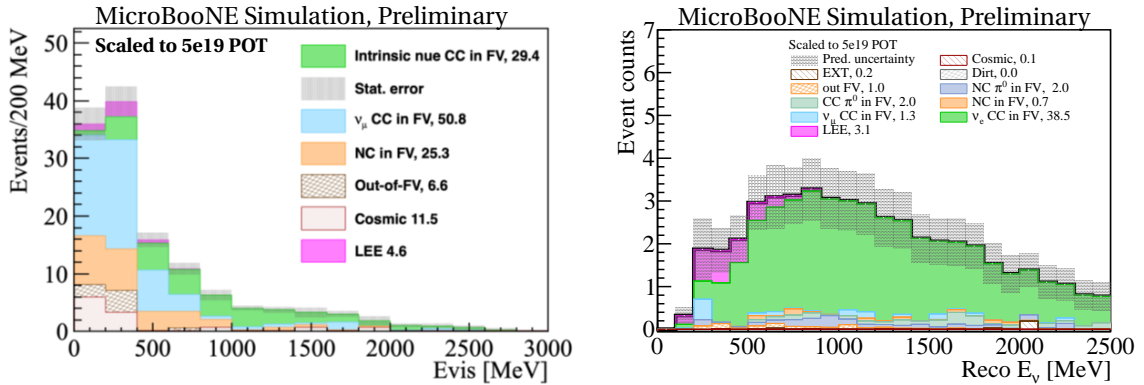 MicroBooNE Simulation, Preliminary
Scaled to 5e19 POT
Intrinsic nue CC in FV, 29.4
Stat. error
νμ CC in FV, 50.8
NC in FV, 25.3
Out-of-FV, 6.6
Cosmic 11.5
LEE 4.6
Events/200 MeV
50
40
30
20
10
0
0 500 1000 1500 2000 2500 3000
Evis [MeV]
MicroBooNE Simulation, Preliminary
Scaled to 5e19 POT
Pred. uncertainty
Cosmic, 0.1
EXT, 0.2
Dirt, 0.0
out FV, 1.0
NC π⁰ in FV, 2.0
CC π⁰ in FV, 2.0
NC in FV, 0.7
νμ CC in FV, 1.3
νe CC in FV, 38.5
LEE, 3.1
Event counts
7
6
5
4
3
2
1
0
0 500 1000 1500 2000 2500
Reco Eν [MeV]